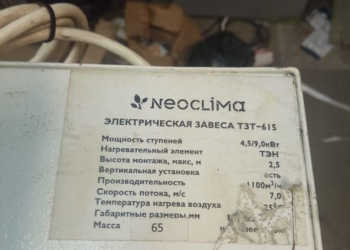 neoclima
ЭЛЕКТРИЧЕСКАЯ ЗАВЕСА ТЗТ-615
Мощность ступеней 4,5/9,0кВт
Нагревательный элемент ТЭН
Высота монтажа, макс, м 2,5
Вертикальная установка есть
Производительность 1100м³/
Скорость потока, м/с 7,0
Температура нагрева воздуха
Габаритные размеры,
Масса 65